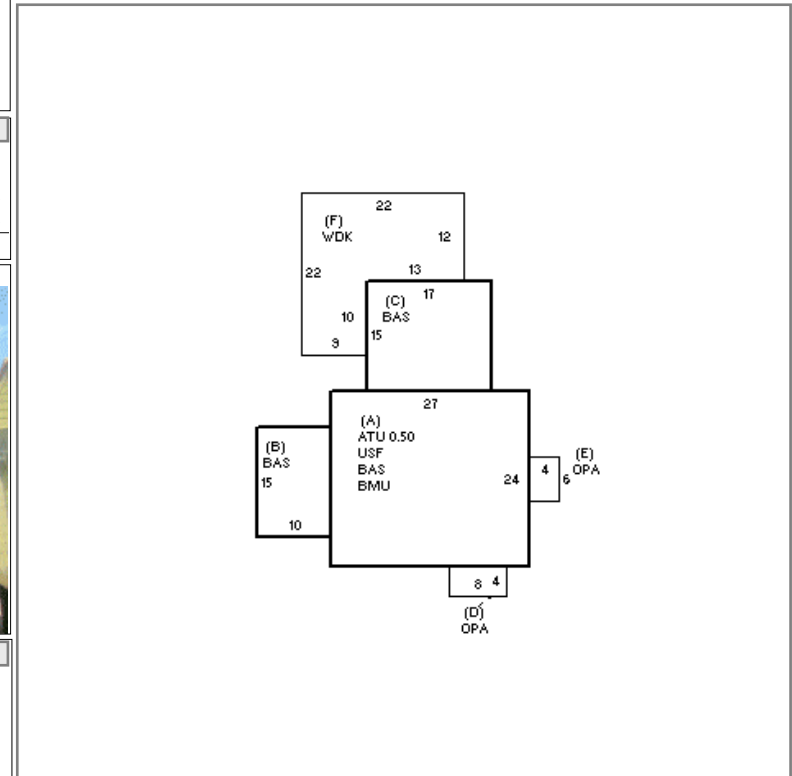 22
(F)
WDK
12
22
13
17
(C)
BAS
10
15
9
27
(A)
ATU 0.50
USF
BAS
BMU
(B)
BAS
15
10
24
4
6
(E)
OPA
8
4
(D)
OPA